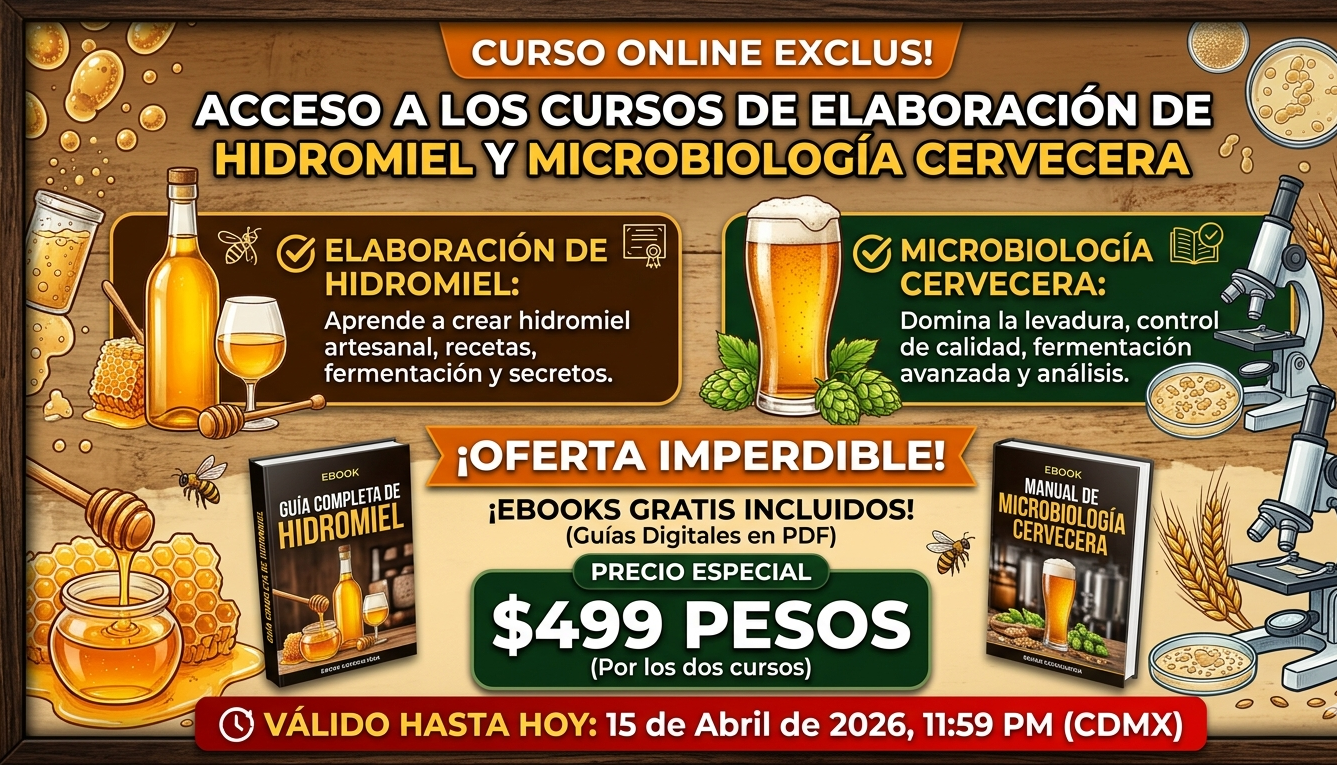 CURSO ONLINE EXCLUS!
ACCESO A LOS CURSOS DE ELABORACIÓN DE
HIDROMIEL Y MICROBIOLOGÍA CERVECERA
ELABORACIÓN DE
HIDROMIEL:
Aprende a crear hidromiel
artesanal, recetas,
fermentación y secretos.
MICROBIOLOGÍA
CERVECERA:
Domina la levadura, control
de calidad, fermentación
avanzada y análisis.
¡OFERTA IMPERDIBLE!
¡EBOOKS GRATIS INCLUIDOS!
(Guías Digitales en PDF)
EBOOK
GUÍA COMPLETA DE
HIDROMIEL
EBOOK
MANUAL DE
MICROBIOLOGÍA
CERVECERA
PRECIO ESPECIAL
$499 PESOS
(Por los dos cursos)
VÁLIDO HASTA HOY: 15 de Abril de 2026, 11:59 PM (CDMX)